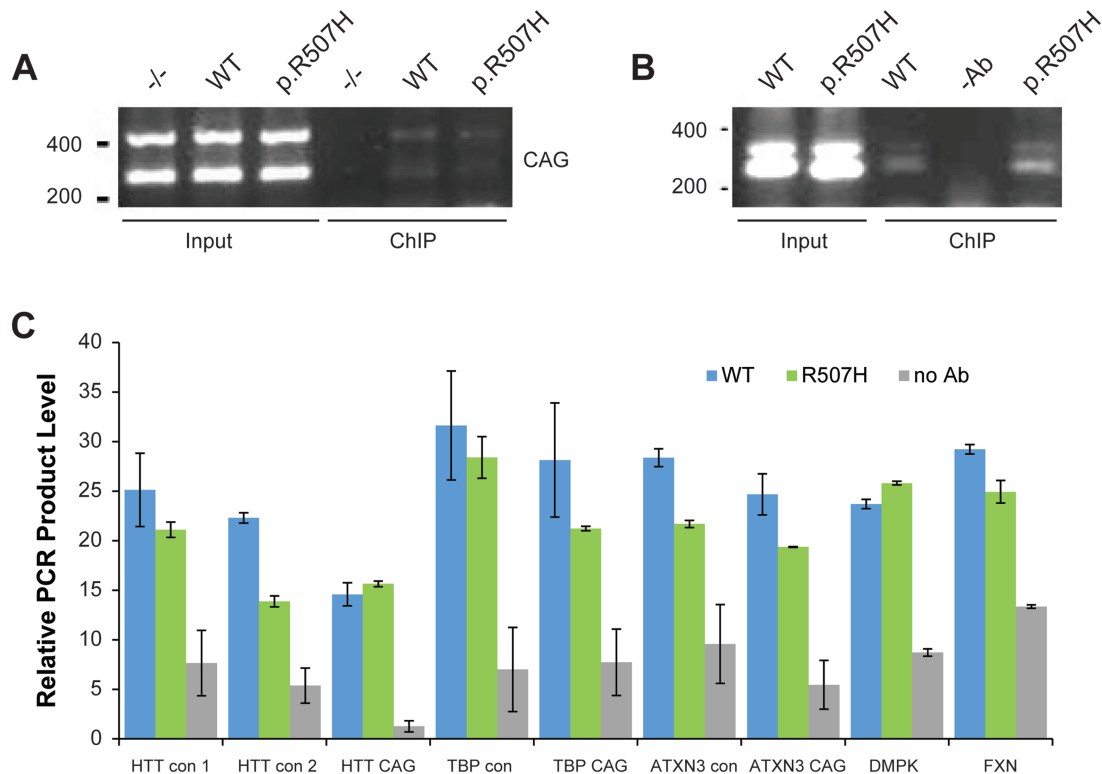 A
-/-
WT
p.R507H
-/-
WT
p.R507H
400
200
CAG
Input
ChIP
B
WT
p.R507H
WT
-Ab
p.R507H
400
200
Input
ChIP
C
Relative PCR Product Level
40
35
30
25
20
15
10
5
0
WT
R507H
no Ab
HTT con 1
HTT con 2
HTT CAG
TBP con
TBP CAG
ATXN3 con
ATXN3 CAG
DMPK
FXN